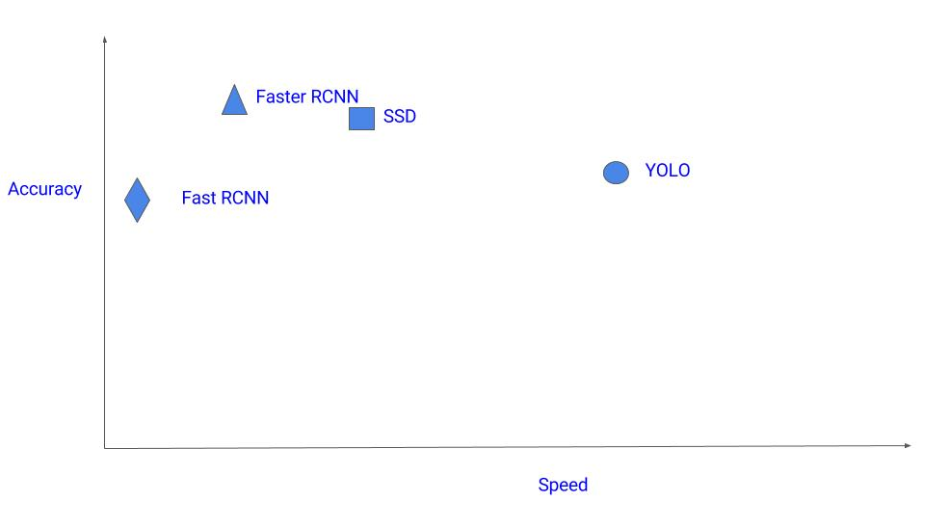 Faster RCNN
SSD
YOLO
Accuracy
Fast RCNN
Speed